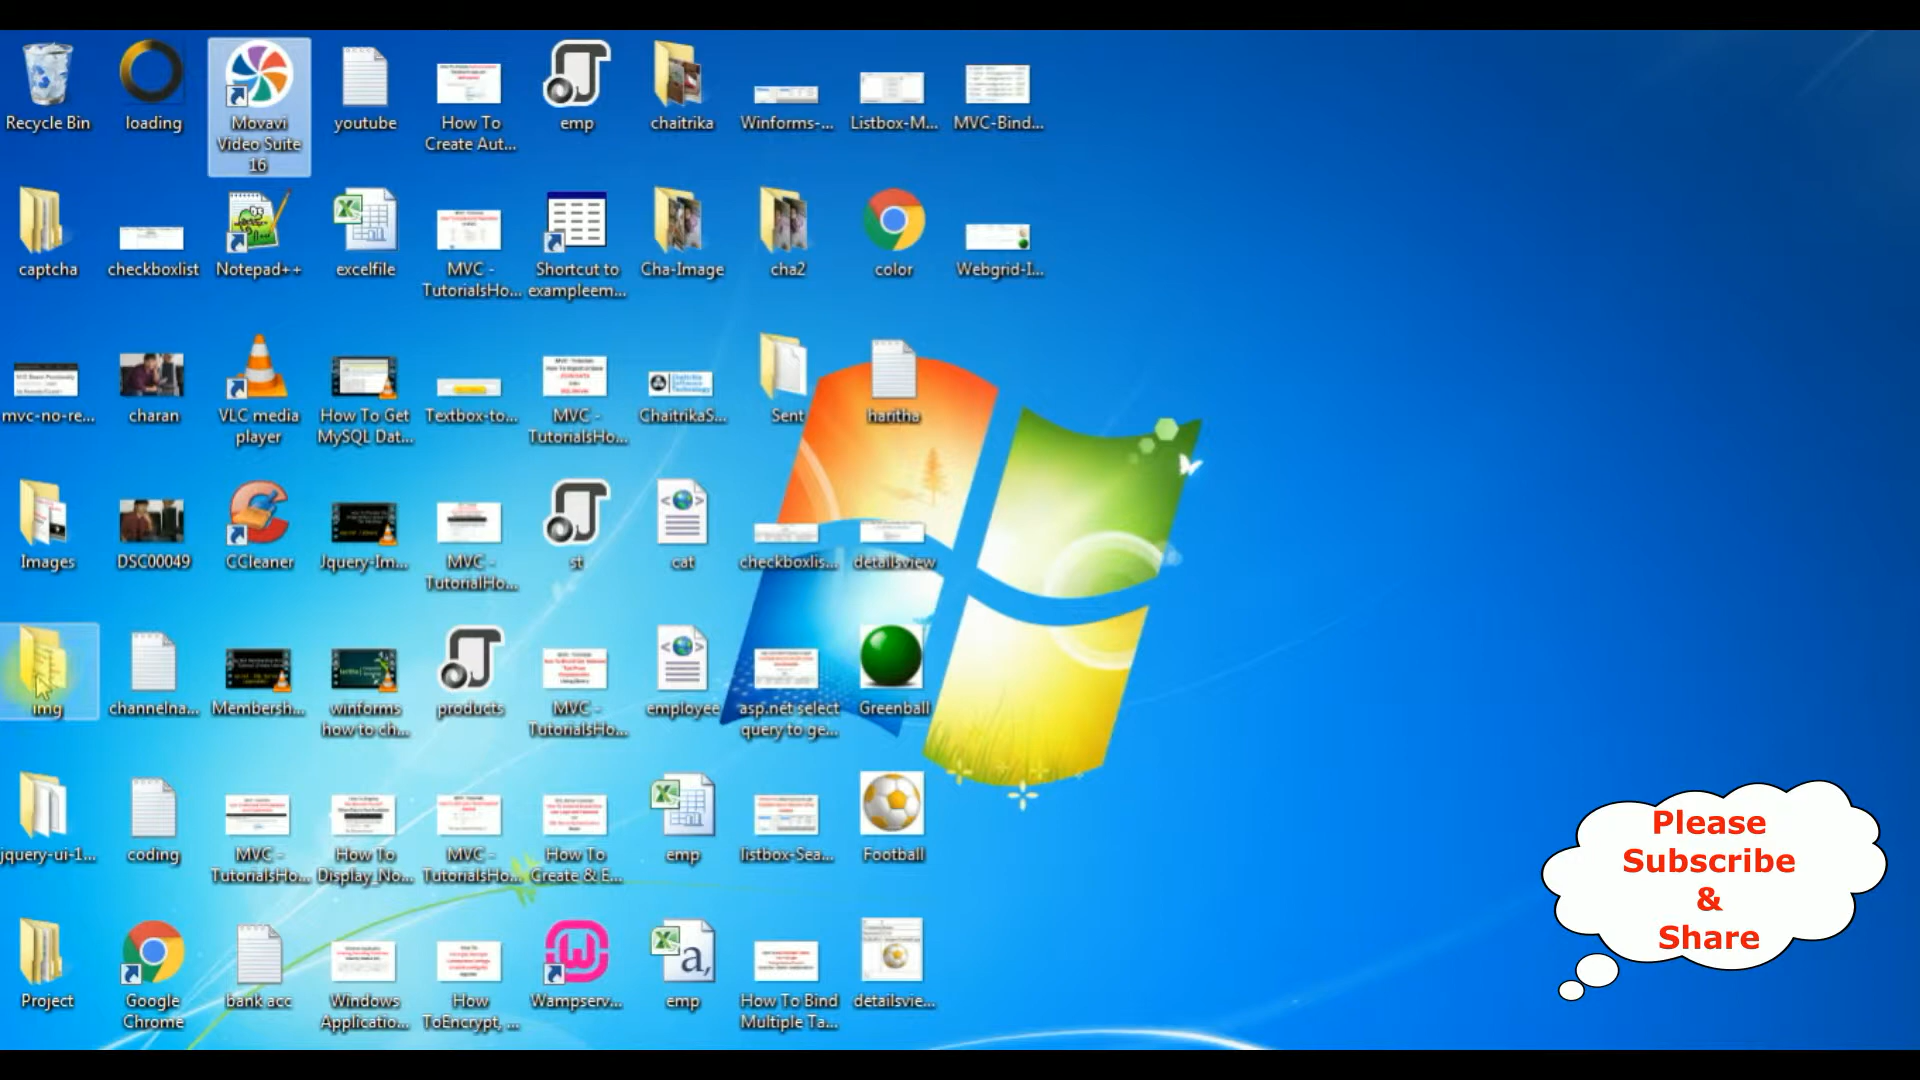 Recycle Bin
loading
Movavi
Video Suite
16
youtube
How To
Create Aut...
emp
chaitrika
Winforms-...
Listbox-M...
MVC-Bind...
captcha
checkboxlist
Notepad++
excelfile
MVC -
TutorialsHo...
Shortcut to
exampleem...
Cha-Image
cha2
color
Webgrid-I...
mvc-no-re...
charan
VLC media
player
How To Get
MySQL Dat...
Textbox-to...
MVC -
TutorialsHo...
ChaitrikaS...
Sent
haritha
Images
DSC00049
CCleaner
Jquery-Im...
MVC -
TutorialHo...
st
cat
checkboxlis...
detailsview
img
channelna...
Membersh...
winforms
how to ch...
products
MVC -
TutorialsHo...
employee
asp.net select
query to ge...
Greenball
jquery-ui-1...
coding
MVC -
TutorialsHo...
How To
Display_No...
MVC -
TutorialsHo...
How To
Create & E...
emp
listbox-Sea...
Football
Project
Google
Chrome
bank acc
Windows
Applicatio...
How
ToEncrypt, ...
Wampserv...
emp
How To Bind
Multiple Ta...
detailsvie...
Please
Subscribe
&
Share